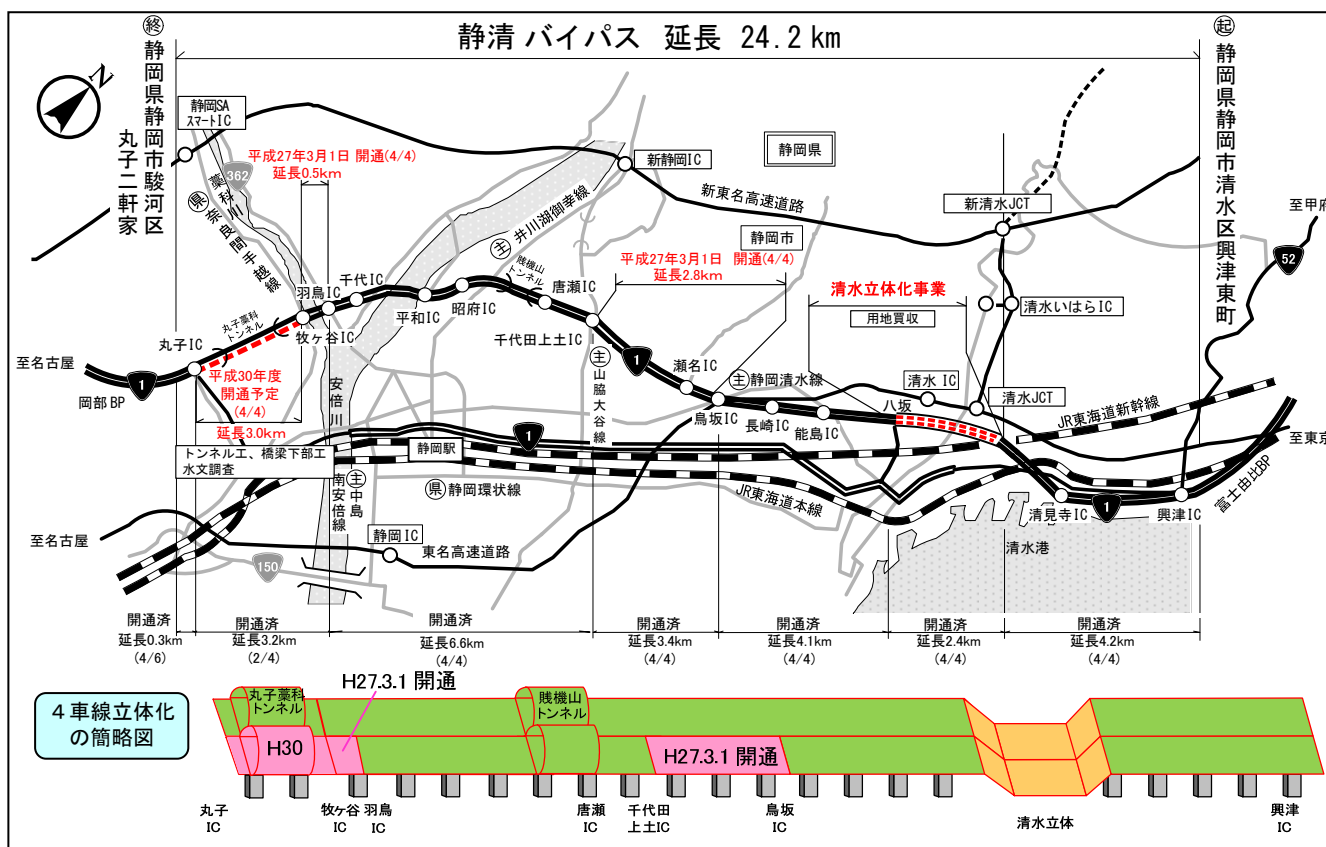 静清 バイパス 延長 24.2 km
終
静岡県静岡市駿河区
丸子二軒家
起
静岡県静岡市清水区興津東町
N
静岡SA
スマートIC
平成27年3月1日 開通(4/4)
延長0.5km
362
藁科川
県
奈良間手越線
新静岡IC
静岡県
主
井川湖御幸線
新東名高速道路
新清水JCT
至甲府
52
静岡市
平成27年3月1日 開通(4/4)
延長2.8km
清水立体化事業
用地買収
清水いはらIC
千代IC
羽鳥IC
賤機山
トンネル
唐瀬IC
昭府IC
平和IC
千代田上土IC
丸子藁科
トンネル
牧ヶ谷IC
丸子IC
至名古屋
1
岡部BP
平成30年度
開通予定
(4/4)
延長3.0km
安倍川
主
山脇大谷線
1
瀬名IC
主
静岡清水線
清水 IC
清水JCT
鳥坂IC
長崎IC
能島IC
八坂
JR東海道新幹線
至東京
トンネル工、橋梁下部工
水文調査
静岡駅
1
主
中島
南安倍線
県
静岡環状線
JR東海道本線
清見寺IC
1
興津IC
富士由比BP
清水港
至名古屋
静岡IC
東名高速道路
150
開通済
延長0.3km
(4/6)
開通済
延長3.2km
(2/4)
開通済
延長6.6km
(4/4)
開通済
延長3.4km
(4/4)
開通済
延長4.1km
(4/4)
開通済
延長2.4km
(4/4)
開通済
延長4.2km
(4/4)
4車線立体化
の簡略図
丸子藁科
トンネル
H27.3.1 開通
賤機山
トンネル
H30
H27.3.1 開通
丸子
IC
牧ヶ谷
IC
羽鳥
IC
唐瀬
IC
千代田
上土IC
鳥坂
IC
清水立体
興津
IC